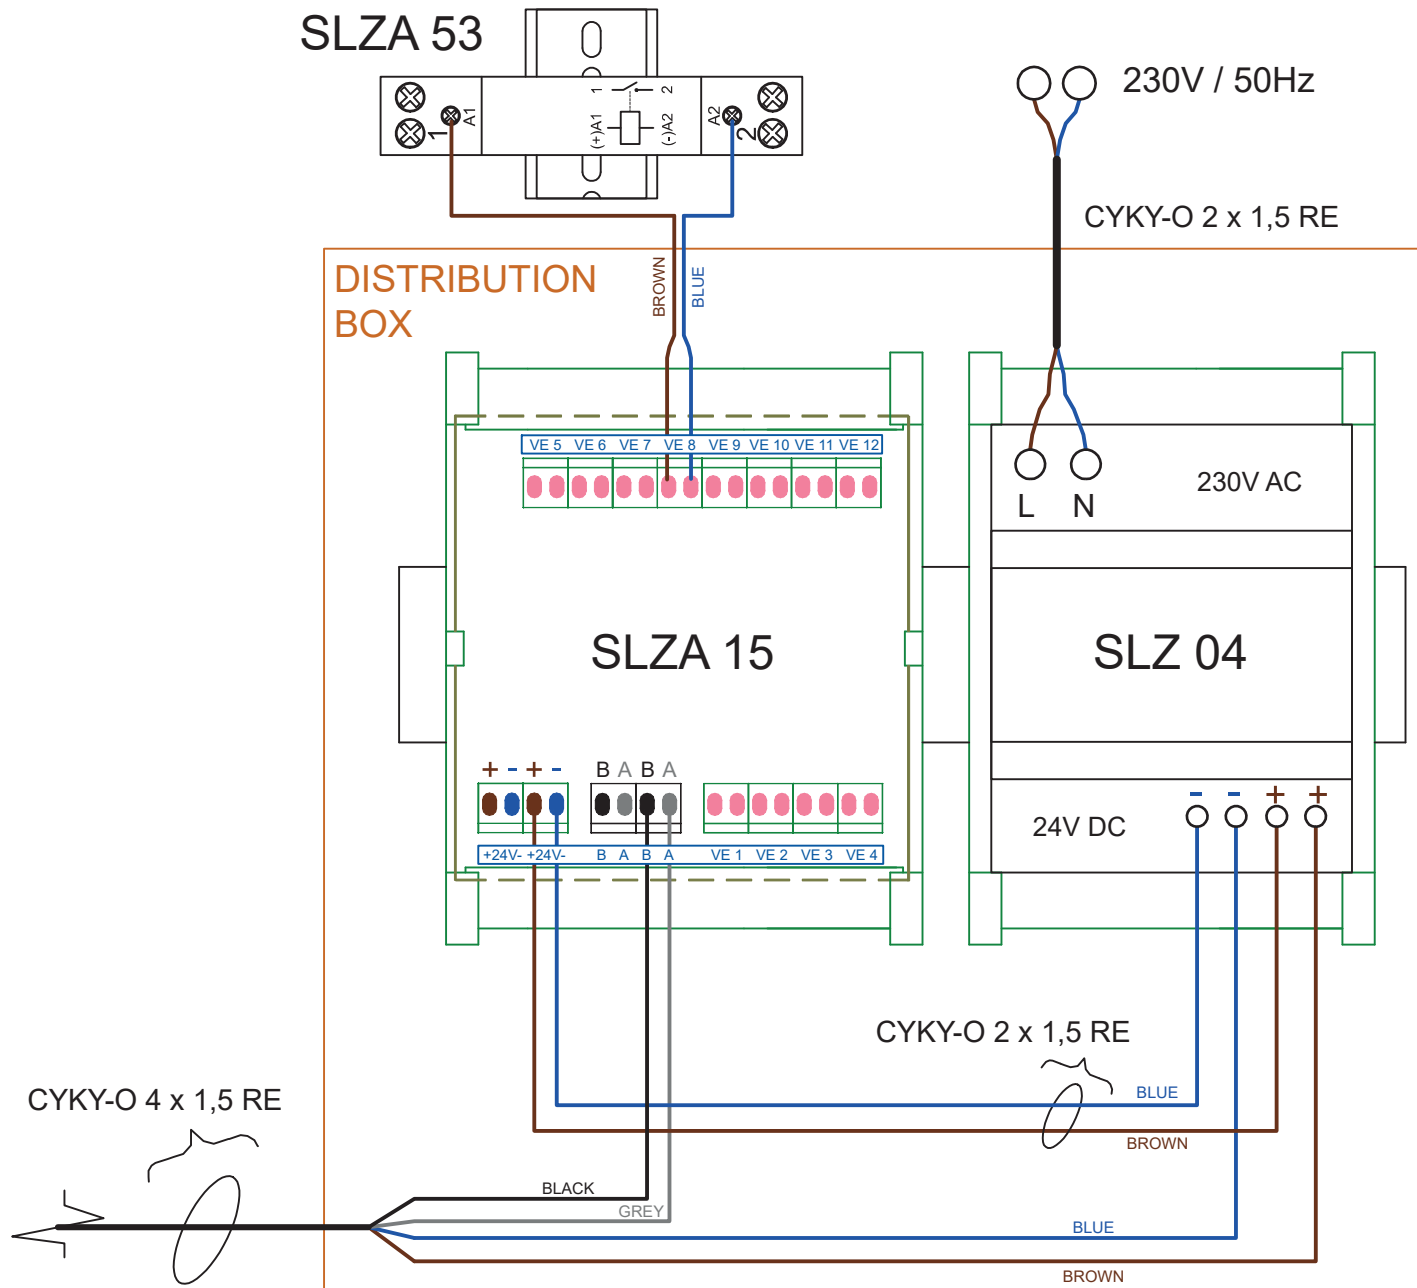 SLZA 53
230V / 50Hz
1 2
A1 (+)A1 (-)A2 A2
1 2
CYKY-O 2 x 1,5 RE
DISTRIBUTION
BOX
BROWN
BLUE
VE 5 VE 6 VE 7 VE 8 VE 9 VE 10 VE 11 VE 12
230V AC
L N
SLZA 15
SLZ 04
+ - + - B A B A
- - + +
24V DC
+24V- +24V- B A B A VE 1 VE 2 VE 3 VE 4
CYKY-O 2 x 1,5 RE
CYKY-O 4 x 1,5 RE
BLUE
BROWN
BLACK
GREY
BLUE
BROWN